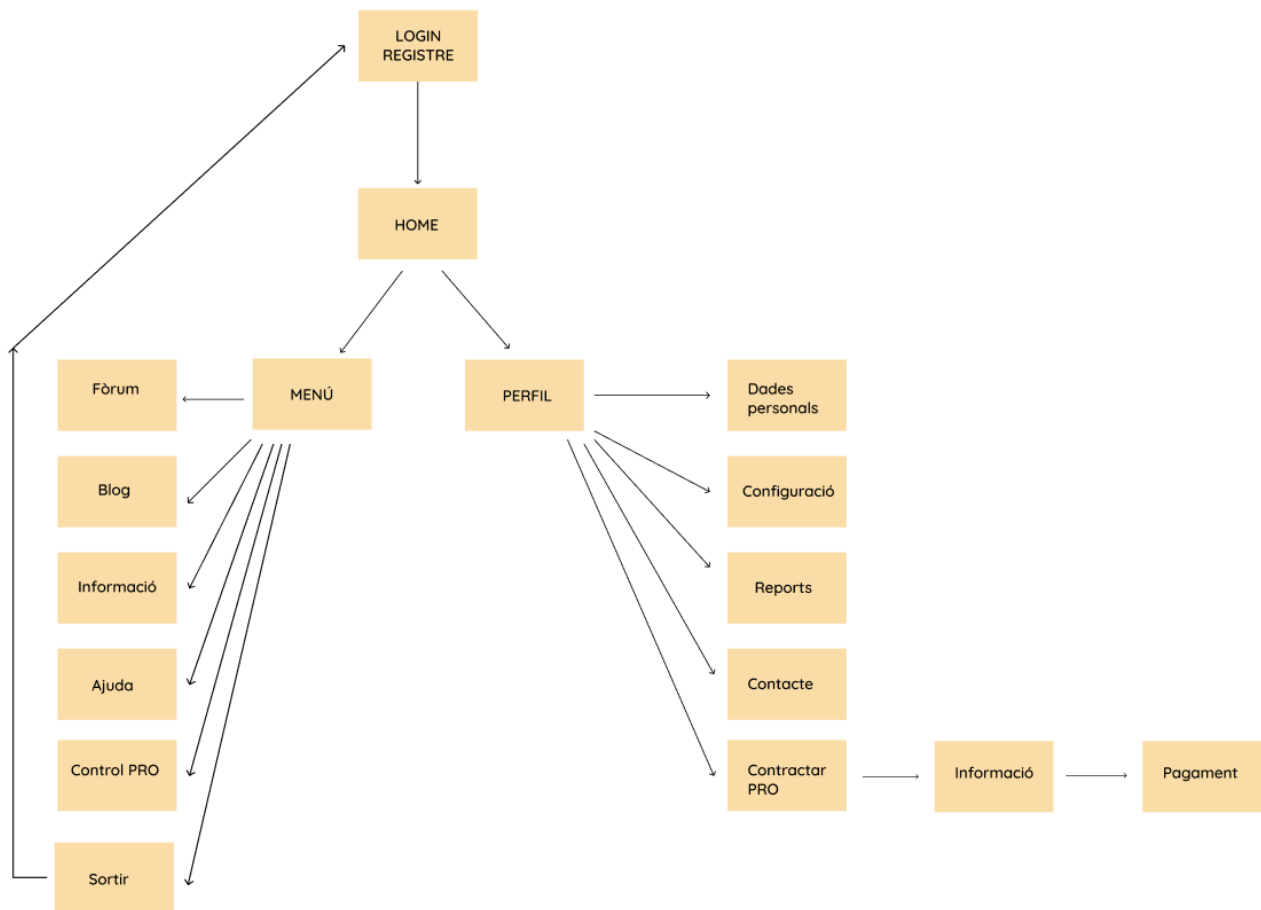 LOGIN
REGISTRE
HOME
Fòrum
MENÚ
PERFIL
Dades
personals
Blog
Configuració
Informació
Reports
Ajuda
Contacte
Control PRO
Contractar
PRO
Informació
Pagament
Sortir